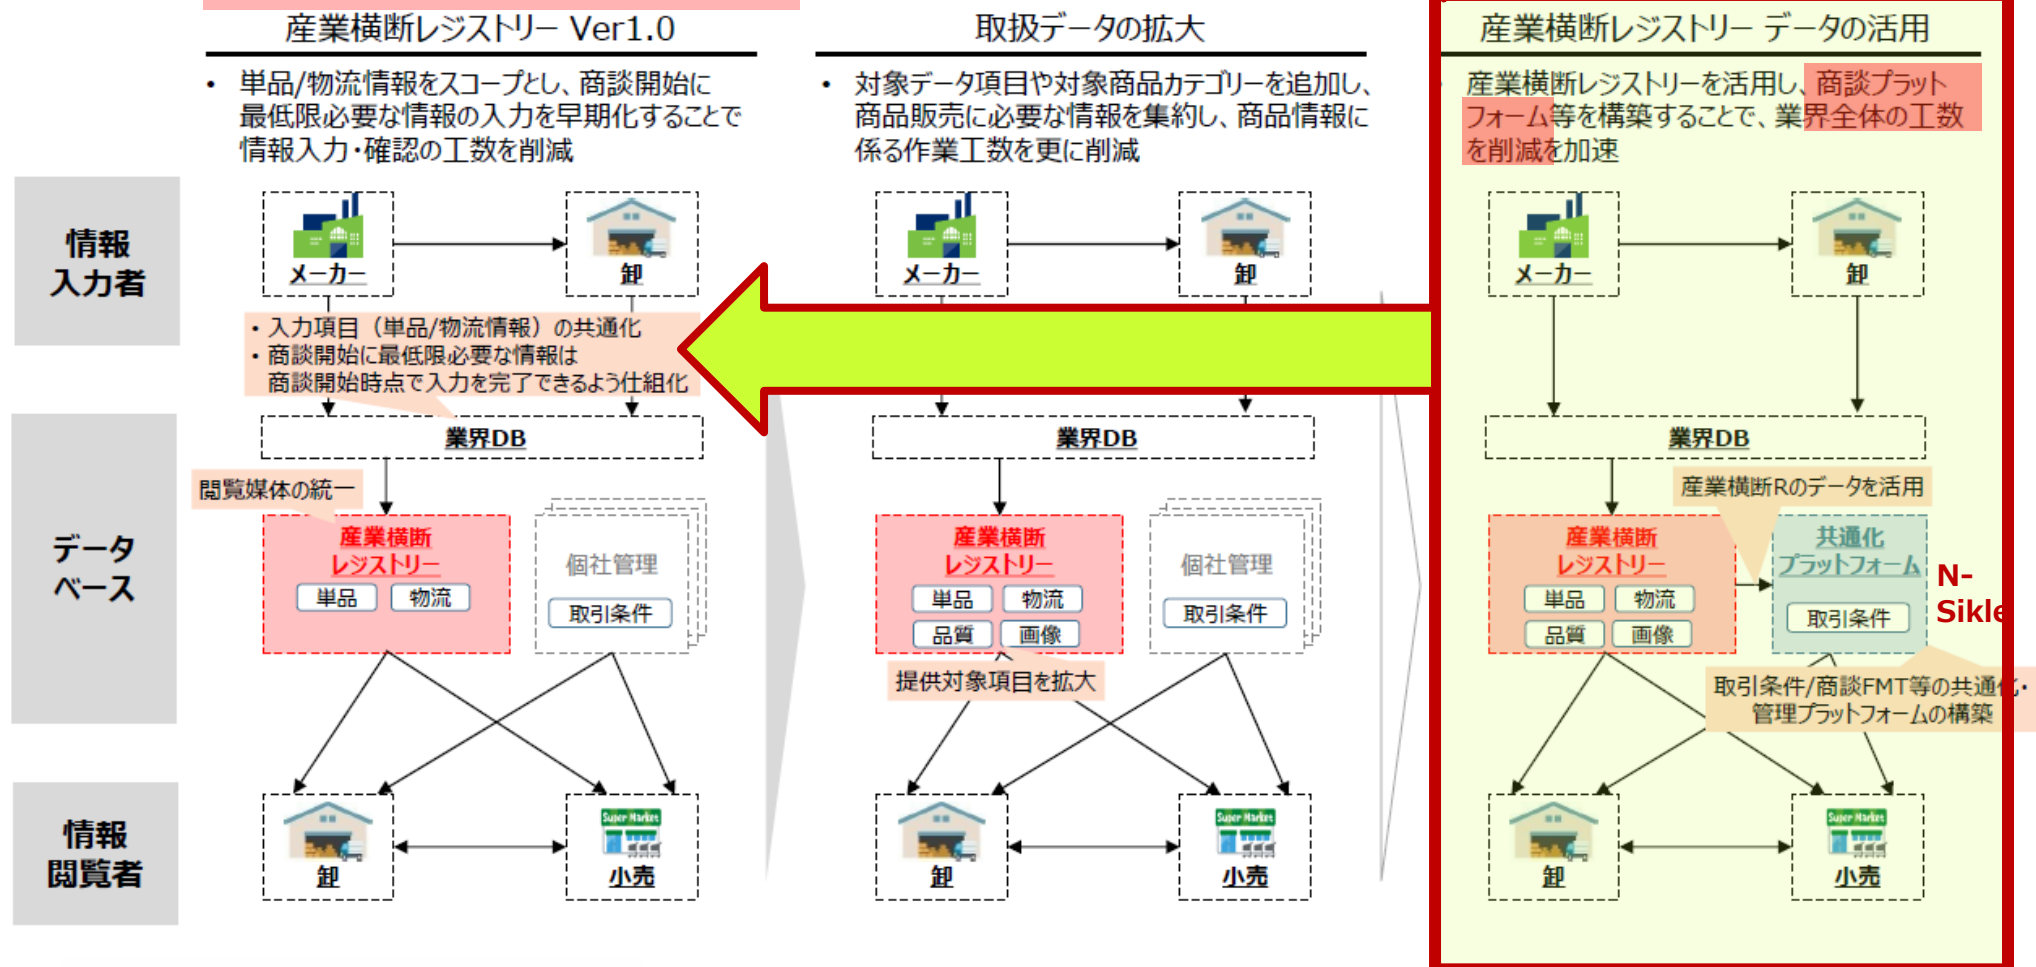 産業横断レジストリー Ver1.0
・ 単品/物流情報をスコープとし、商談開始に
最低限必要な情報の入力を早期化することで
情報入力・確認の工数を削減
取扱データの拡大
・ 対象データ項目や対象商品カテゴリーを追加し、
商品販売に必要な情報を集約し、商品情報に
係る作業工数を更に削減
産業横断レジストリー データの活用
・ 産業横断レジストリーを活用し、商談プラット
フォーム等を構築することで、業界全体の工数
を削減を加速
情報
入力者
メーカー
卸
メーカー
卸
メーカー
卸
・入力項目（単品/物流情報）の共通化
・商談開始に最低限必要な情報は
商談開始時点で入力を完了できるよう仕組化
データ
ベース
業界DB
閲覧媒体の統一
産業横断
レジストリー
単品
物流
個社管理
取引条件
業界DB
産業横断
レジストリー
単品
物流
品質
画像
個社管理
取引条件
提供対象項目を拡大
業界DB
産業横断Rのデータを活用
産業横断
レジストリー
単品
物流
品質
画像
共通化
プラットフォーム
取引条件
N-
Sikle
取引条件/商談FMT等の共通化・
管理プラットフォームの構築
情報
閲覧者
卸
Super Market
小売
卸
Super Market
小売
卸
Super Market
小売